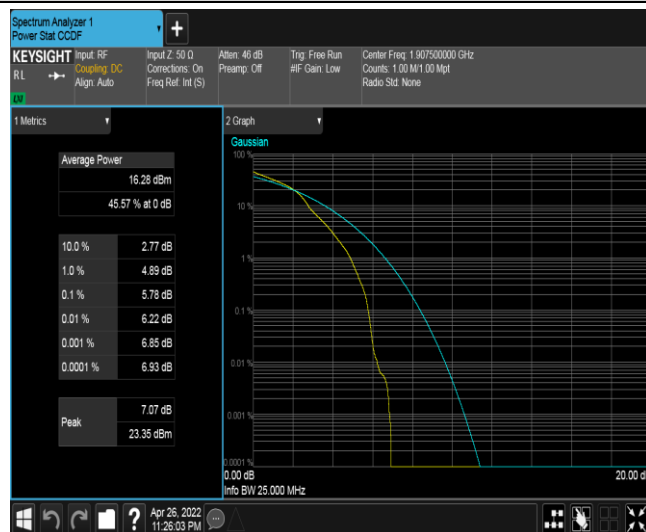 Spectrum Analyzer 1
Power Stat CCDF
+
KEYSIGHT
RL
Input: RF
Coupling: DC
Align: Auto
Input Z: 50 Ω
Corrections: On
Freq Ref: Int (S)
Atten: 46 dB
Preamp: Off
Trig: Free Run
#IF Gain: Low
Center Freq: 1.907500000 GHz
Counts: 1.00 M/1.00 Mpt
Radio Std: None
1 Metrics
Average Power
16.28 dBm
45.57 % at 0 dB
10.0 % 2.77 dB
1.0 % 4.89 dB
0.1 % 5.78 dB
0.01 % 6.22 dB
0.001 % 6.85 dB
0.0001 % 6.93 dB
Peak
7.07 dB
23.35 dBm
2 Graph
Gaussian
100 %
10 %
1 %
0.1 %
0.01 %
0.001 %
0.0001 %
0.00 dB
20.00 d
Info BW 25.000 MHz
?
Apr 26, 2022
11:26:03 PM